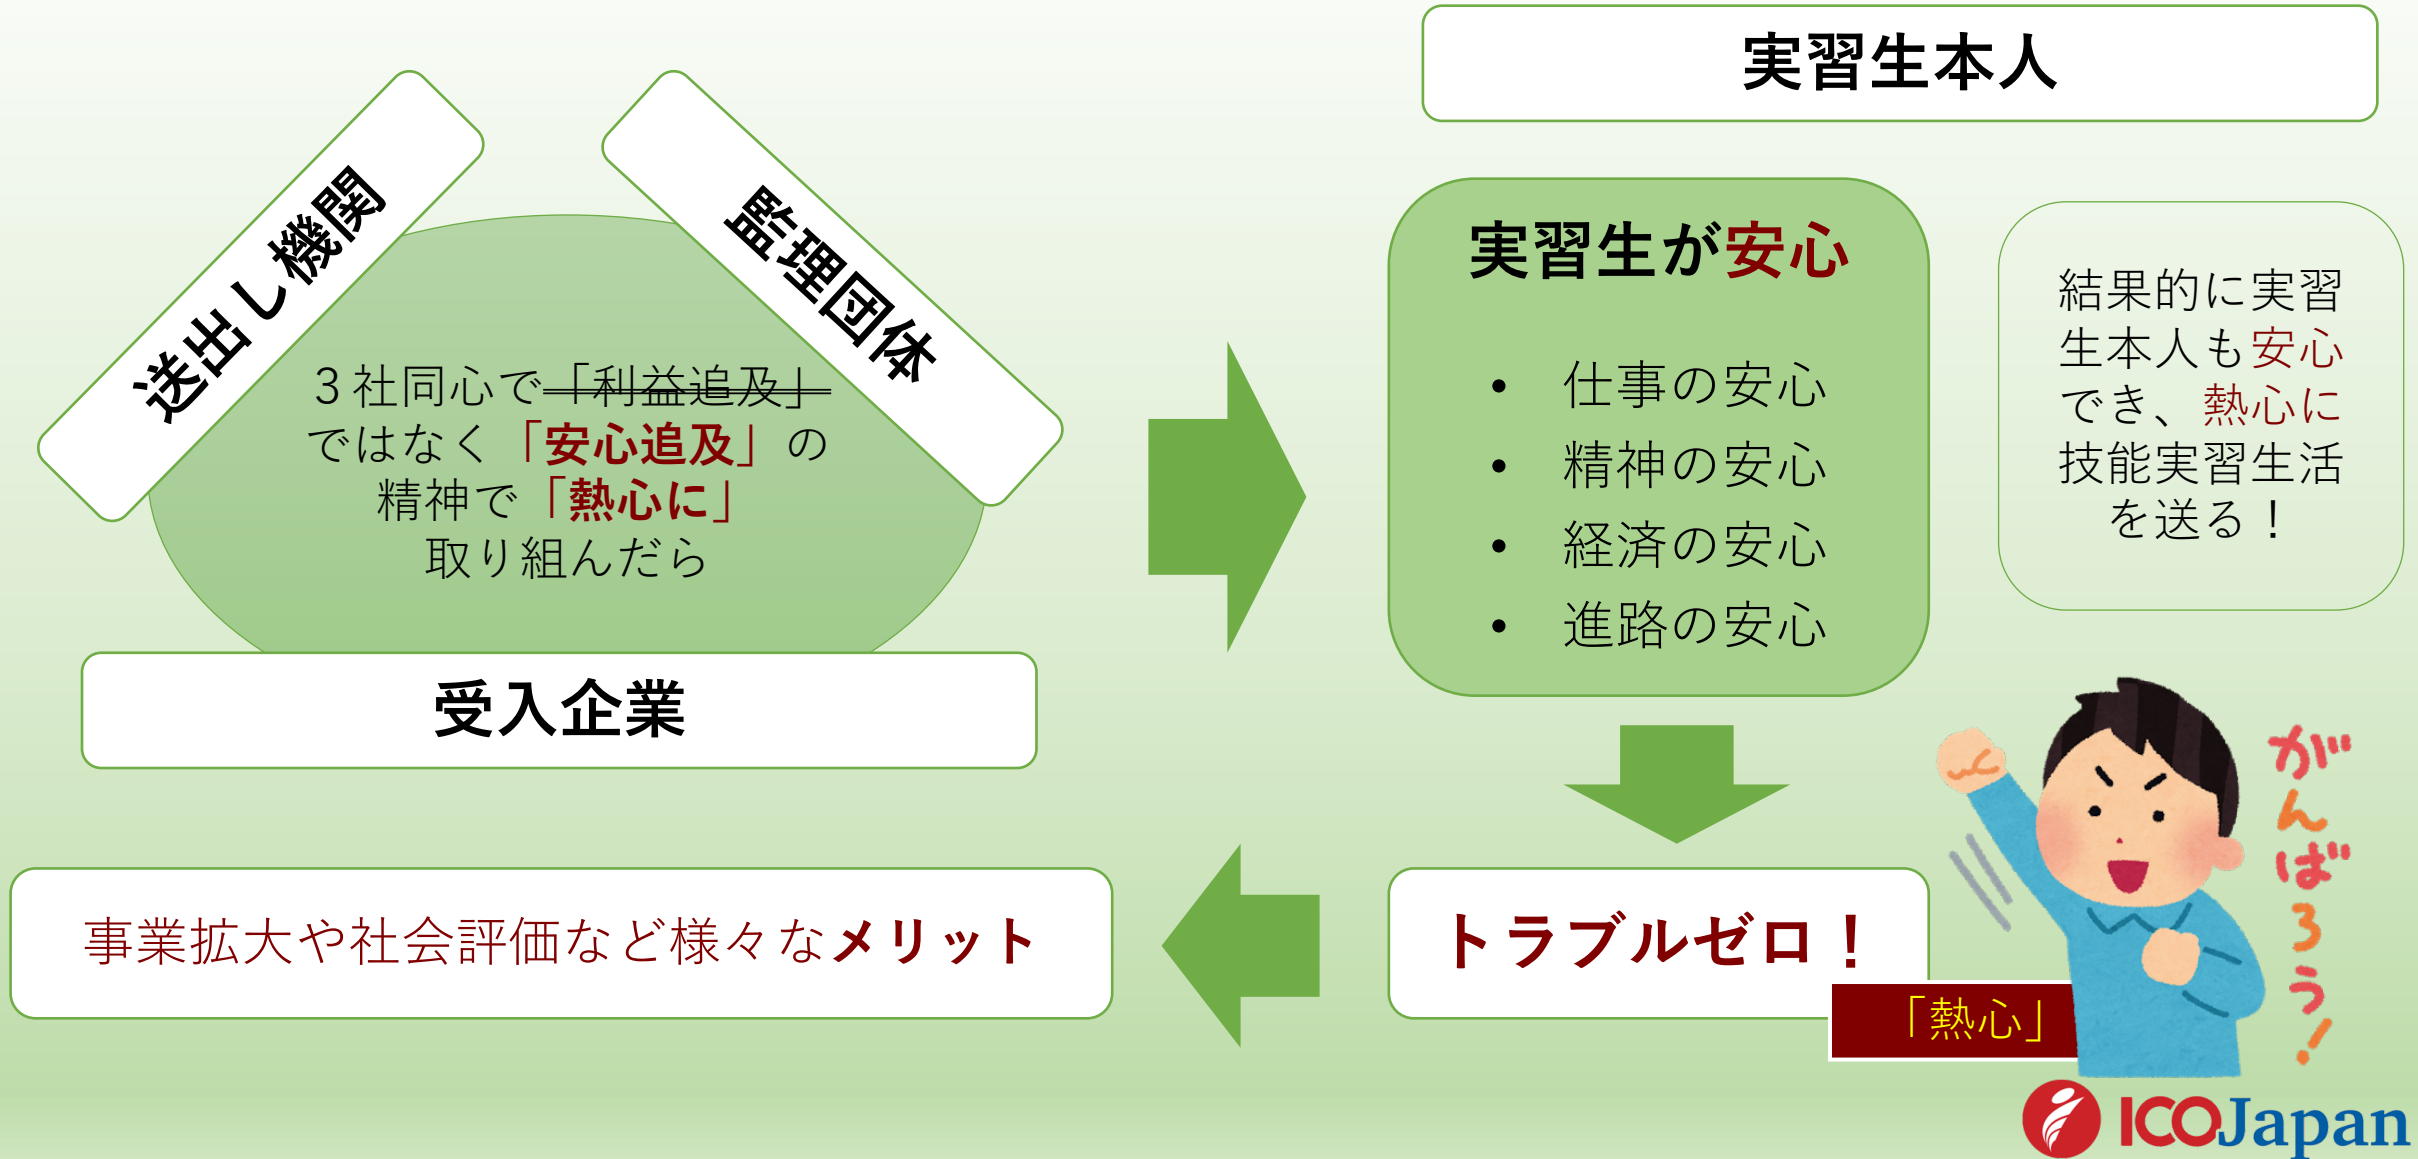 送出し機関
監理団体
３社同心で「利益追及」
ではなく「安心追及」の
精神で「熱心に」
取り組んだら
受入企業
実習生本人
実習生が安心
• 仕事の安心
• 精神の安心
• 経済の安心
• 進路の安心
結果的に実習
生本人も安心
でき、熱心に
技能実習生活
を送る！
トラブルゼロ！
事業拡大や社会評価など様々なメリット
「熱心」
がんばろう！
ICOJapan